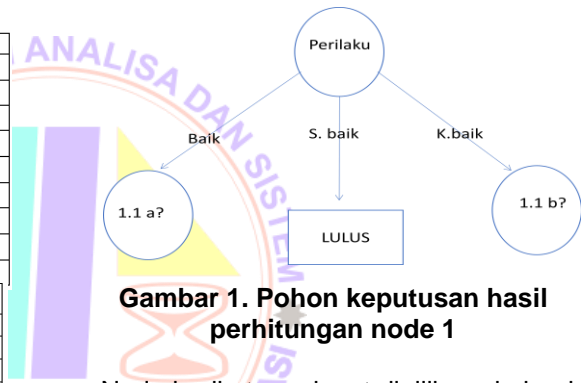 ANALISA DAN SISTEM
Perilaku
Baik
S. baik
K.baik
1.1 a?
LULUS
1.1 b?
Gambar 1. Pohon keputusan hasil
perhitungan node 1